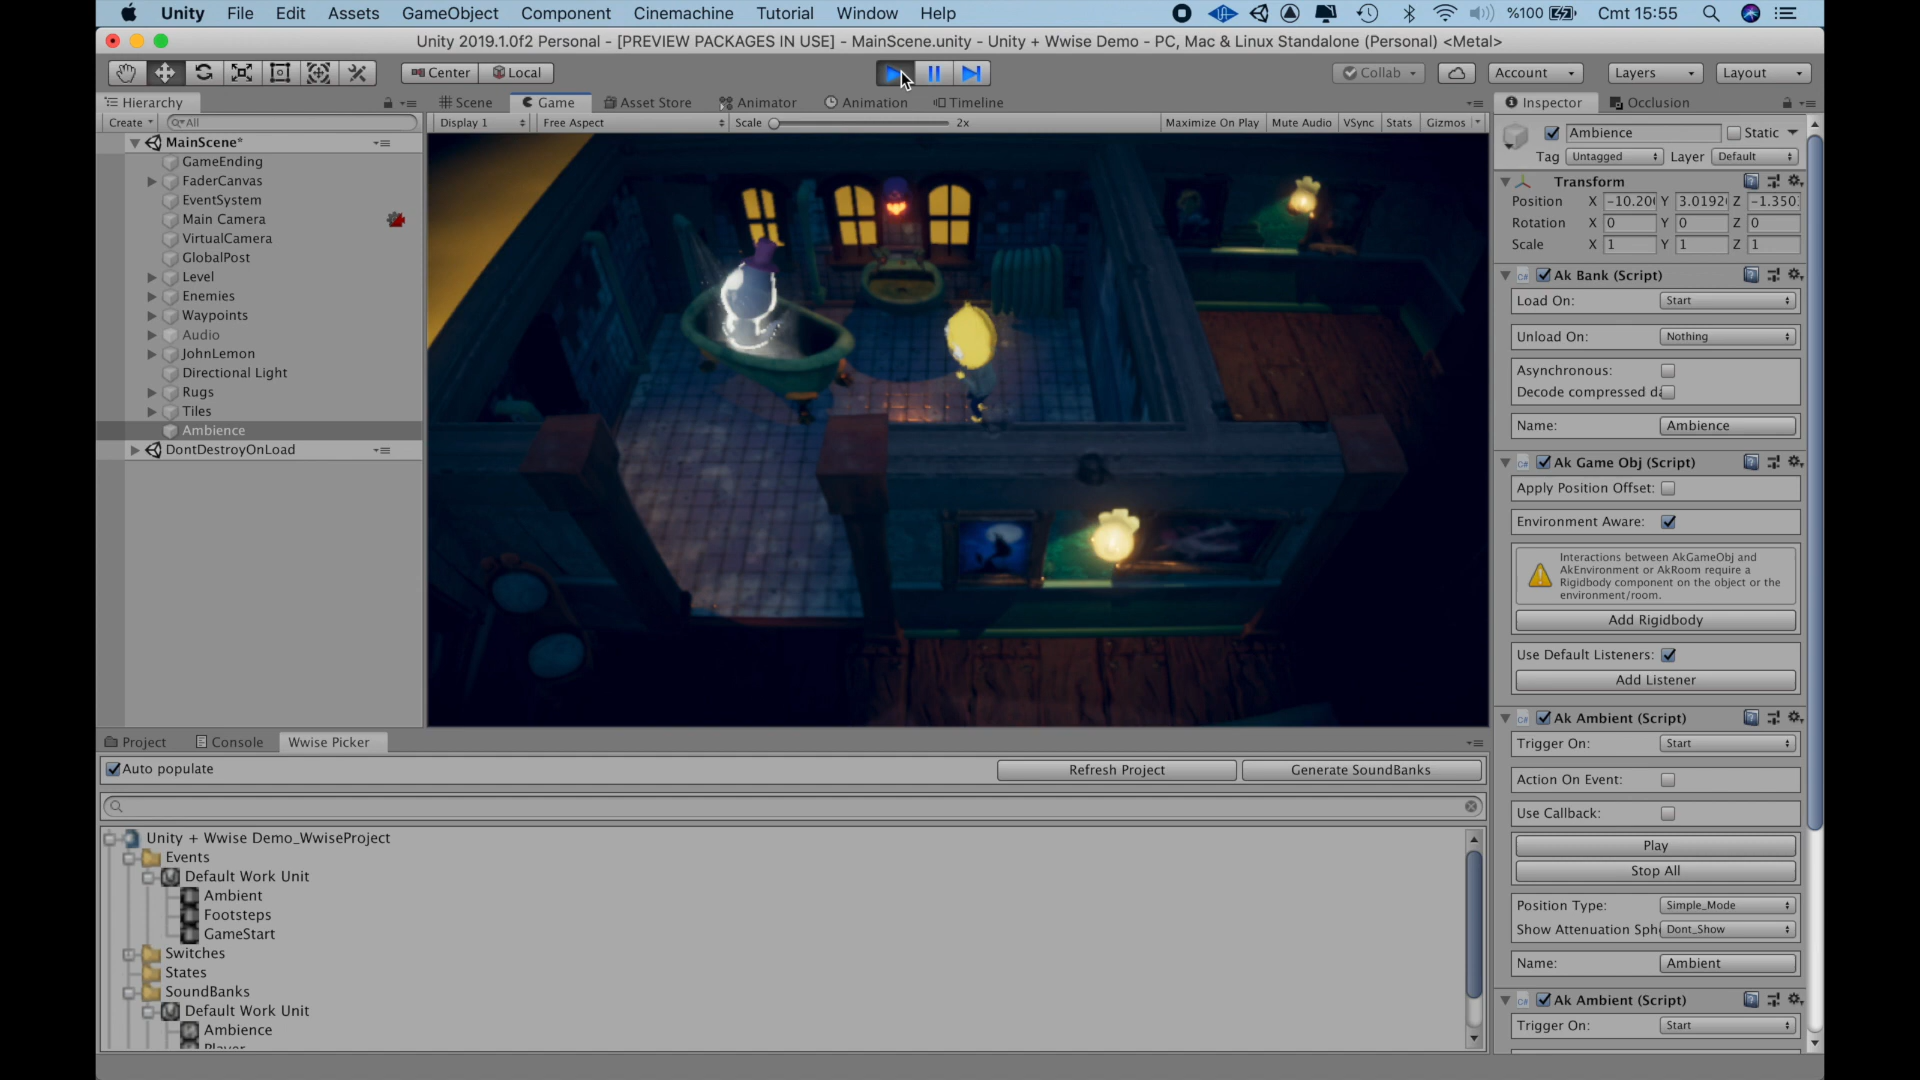 Unity File Edit Assets GameObject Component Cinemachine Tutorial Window Help %100 Cmt 15:55
Unity 2019.1.0f2 Personal - [PREVIEW PACKAGES IN USE] - MainScene.unity - Unity + Wwise Demo - PC, Mac & Linux Standalone (Personal) <Metal>
Center Local Collab Account Layers Layout
Hierarchy Scene Game Asset Store Animator Animation Timeline Inspector Occlusion
Create All Display 1 Free Aspect Scale 2x Maximize On Play Mute Audio VSync Stats Gizmos
MainScene*
GameEnding
FaderCanvas
EventSystem
Main Camera
VirtualCamera
GlobalPost
Level
Enemies
Waypoints
Audio
JohnLemon
Directional Light
Rugs
Tiles
Ambience
DontDestroyOnLoad
Ambience Static
Tag Untagged Layer Default
Transform
Position X -10.20 Y 3.0192 Z -1.350
Rotation X 0 Y 0 Z 0
Scale X 1 Y 1 Z 1
Ak Bank (Script)
Load On: Start
Unload On: Nothing
Asynchronous:
Decode compressed da
Name: Ambience
Ak Game Obj (Script)
Apply Position Offset:
Environment Aware:
Interactions between AkGameObj and
AkEnvironment or AkRoom require a
Rigidbody component on the object or the
environment/room.
Add Rigidbody
Use Default Listeners:
Add Listener
Ak Ambient (Script)
Trigger On: Start
Action On Event:
Use Callback:
Play
Stop All
Position Type: Simple_Mode
Show Attenuation Sph Dont_Show
Name: Ambient
Ak Ambient (Script)
Trigger On: Start
Project Console Wwise Picker
Auto populate Refresh Project Generate SoundBanks
Unity + Wwise Demo_WwiseProject
Events
Default Work Unit
Ambient
Footsteps
GameStart
Switches
States
SoundBanks
Default Work Unit
Ambience
Player